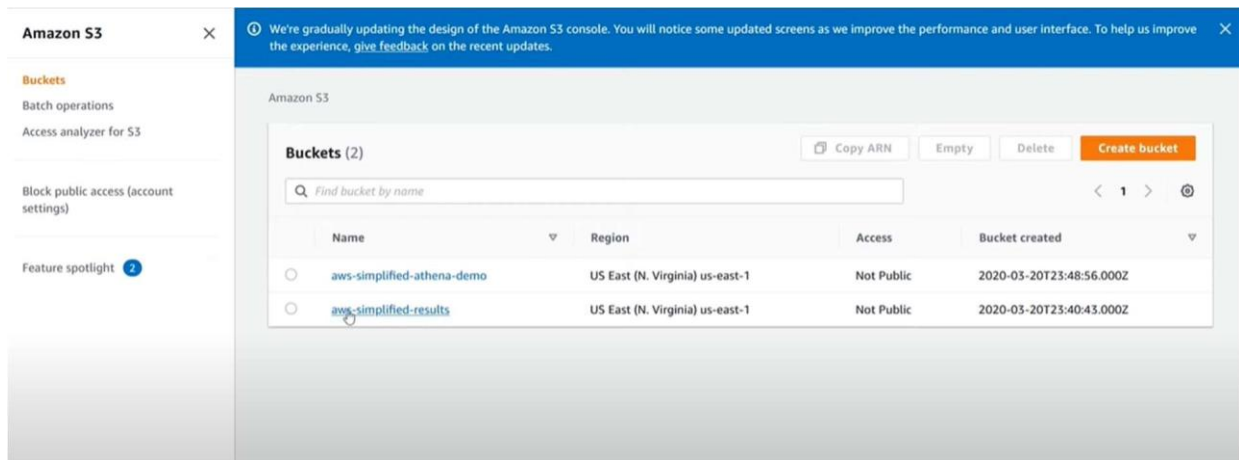 Amazon S3
Buckets
Batch operations
Access analyzer for S3
Block public access (account
settings)
Feature spotlight 2
We're gradually updating the design of the Amazon S3 console. You will notice some updated screens as we improve the performance and user interface. To help us improve
the experience, give feedback on the recent updates.
Amazon S3
Buckets (2)
Copy ARN Empty Delete Create bucket
Find bucket by name
1
Name Region Access Bucket created
aws-simplified-athena-demo US East (N. Virginia) us-east-1 Not Public 2020-03-20T23:48:56.000Z
aws-simplified-results US East (N. Virginia) us-east-1 Not Public 2020-03-20T23:40:43.000Z